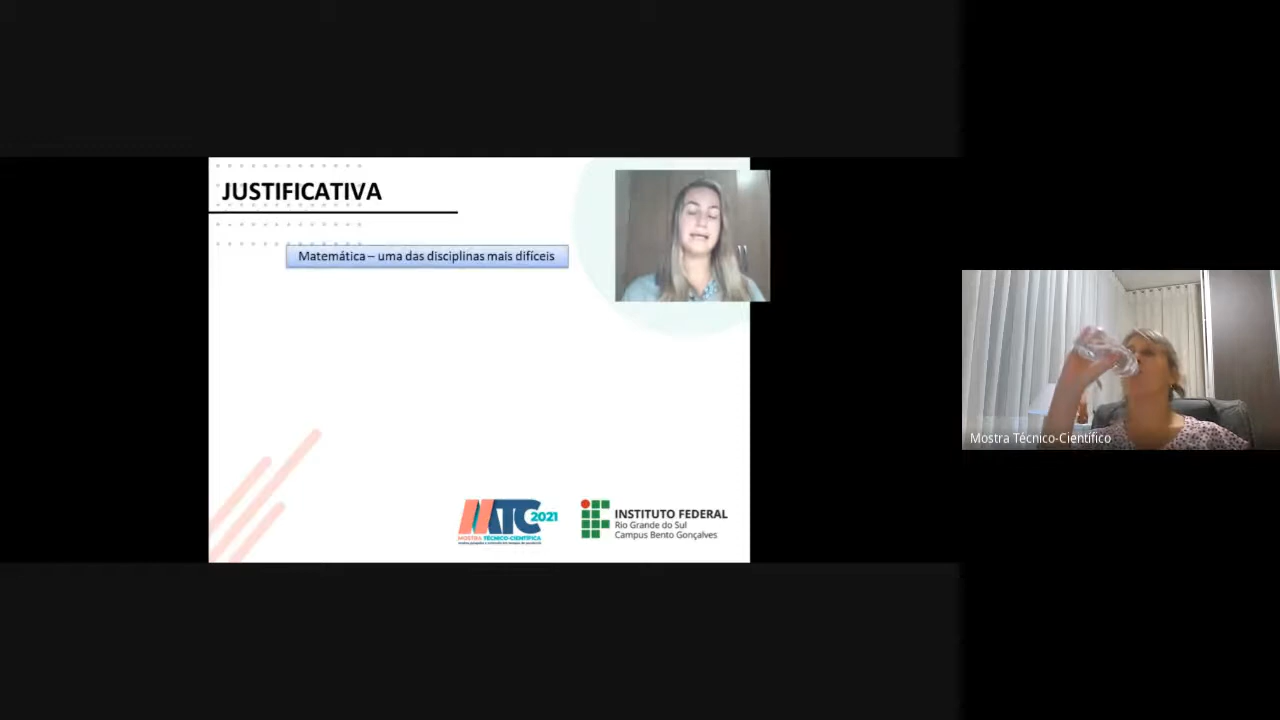 JUSTIFICATIVA
Matemática – uma das disciplinas mais difíceis
MTC 2021
MOSTRA TÉCNICO-CIENTÍFICA
INSTITUTO FEDERAL
Rio Grande do Sul
Campus Bento Gonçalves
Mostra Técnico-Científico